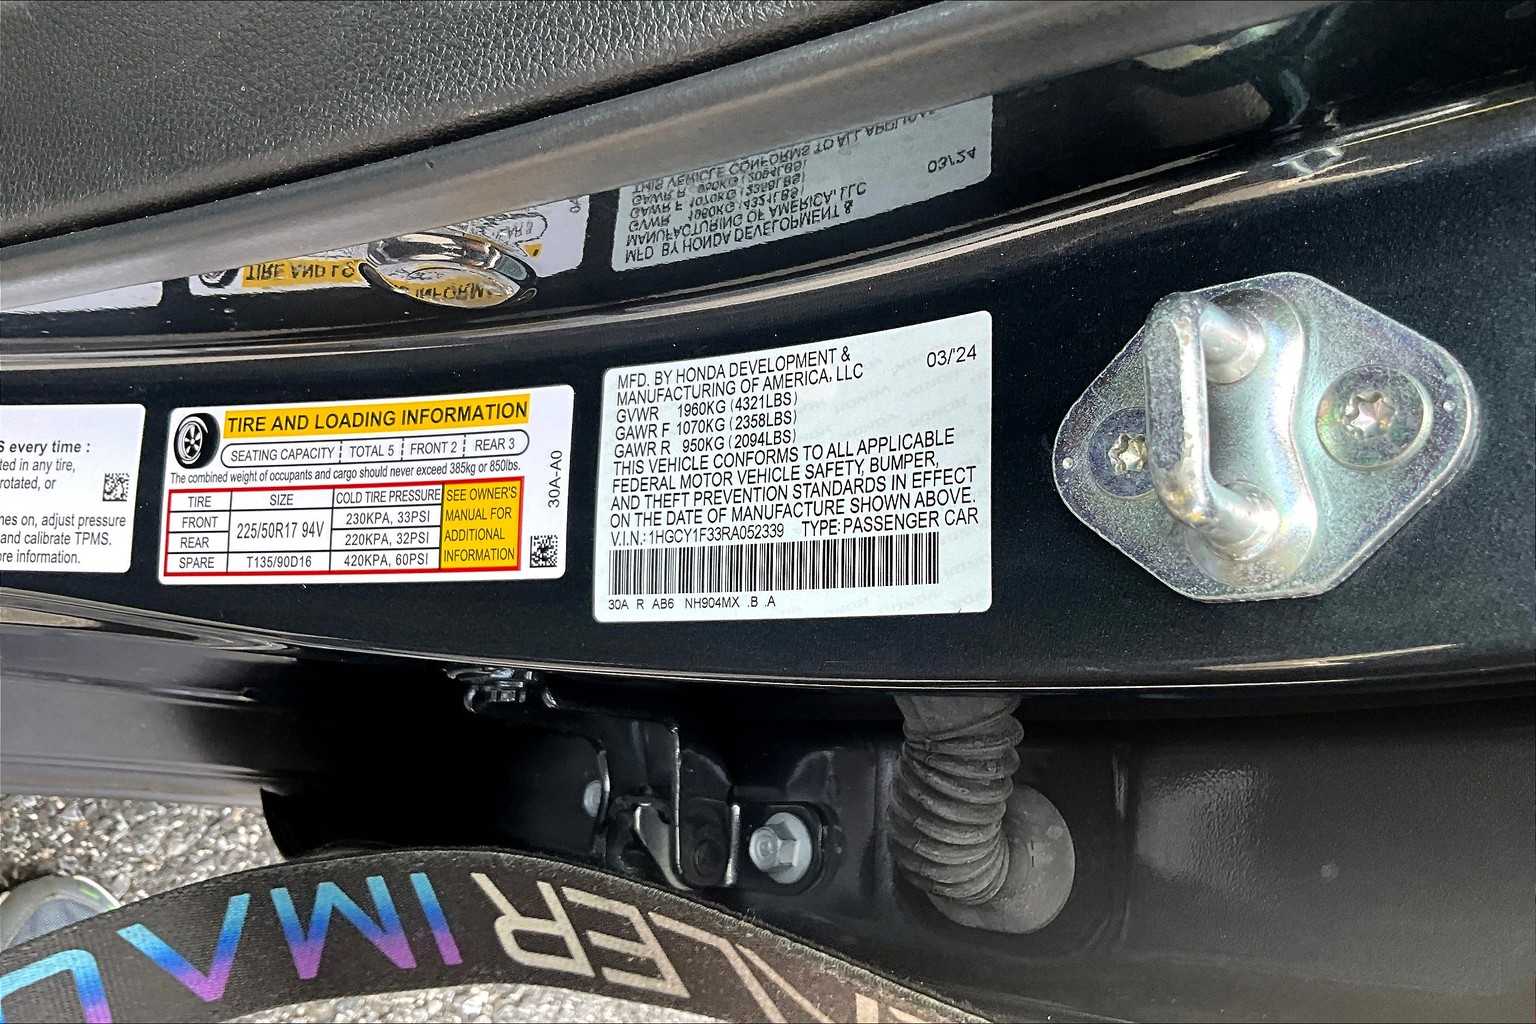 S every time :
ted in any tire,
rotated, or
nes on, adjust pressure
and calibrate TPMS.
ore information.
TIRE AND LOADING INFORMATION
SEATING CAPACITY TOTAL 5 FRONT 2 REAR 3
The combined weight of occupants and cargo should never exceed 385kg or 850lbs.
TIRE SIZE COLD TIRE PRESSURE SEE OWNER'S MANUAL FOR ADDITIONAL INFORMATION
FRONT 225/50R17 94V 230KPA, 33PSI
REAR 220KPA, 32PSI
SPARE T135/90D16 420KPA, 60PSI
30A-A0
MFD. BY HONDA DEVELOPMENT & 03/'24
MANUFACTURING OF AMERICA, LLC
GVWR 1960KG (4321LBS)
GAWR F 1070KG (2358LBS)
GAWR R 950KG (2094LBS)
THIS VEHICLE CONFORMS TO ALL APPLICABLE
FEDERAL MOTOR VEHICLE SAFETY, BUMPER,
AND THEFT PREVENTION STANDARDS IN EFFECT
ON THE DATE OF MANUFACTURE SHOWN ABOVE.
V.I.N.: 1HGCY1F33RA052339 TYPE: PASSENGER CAR
30A R AB6 NH904MX .B .A